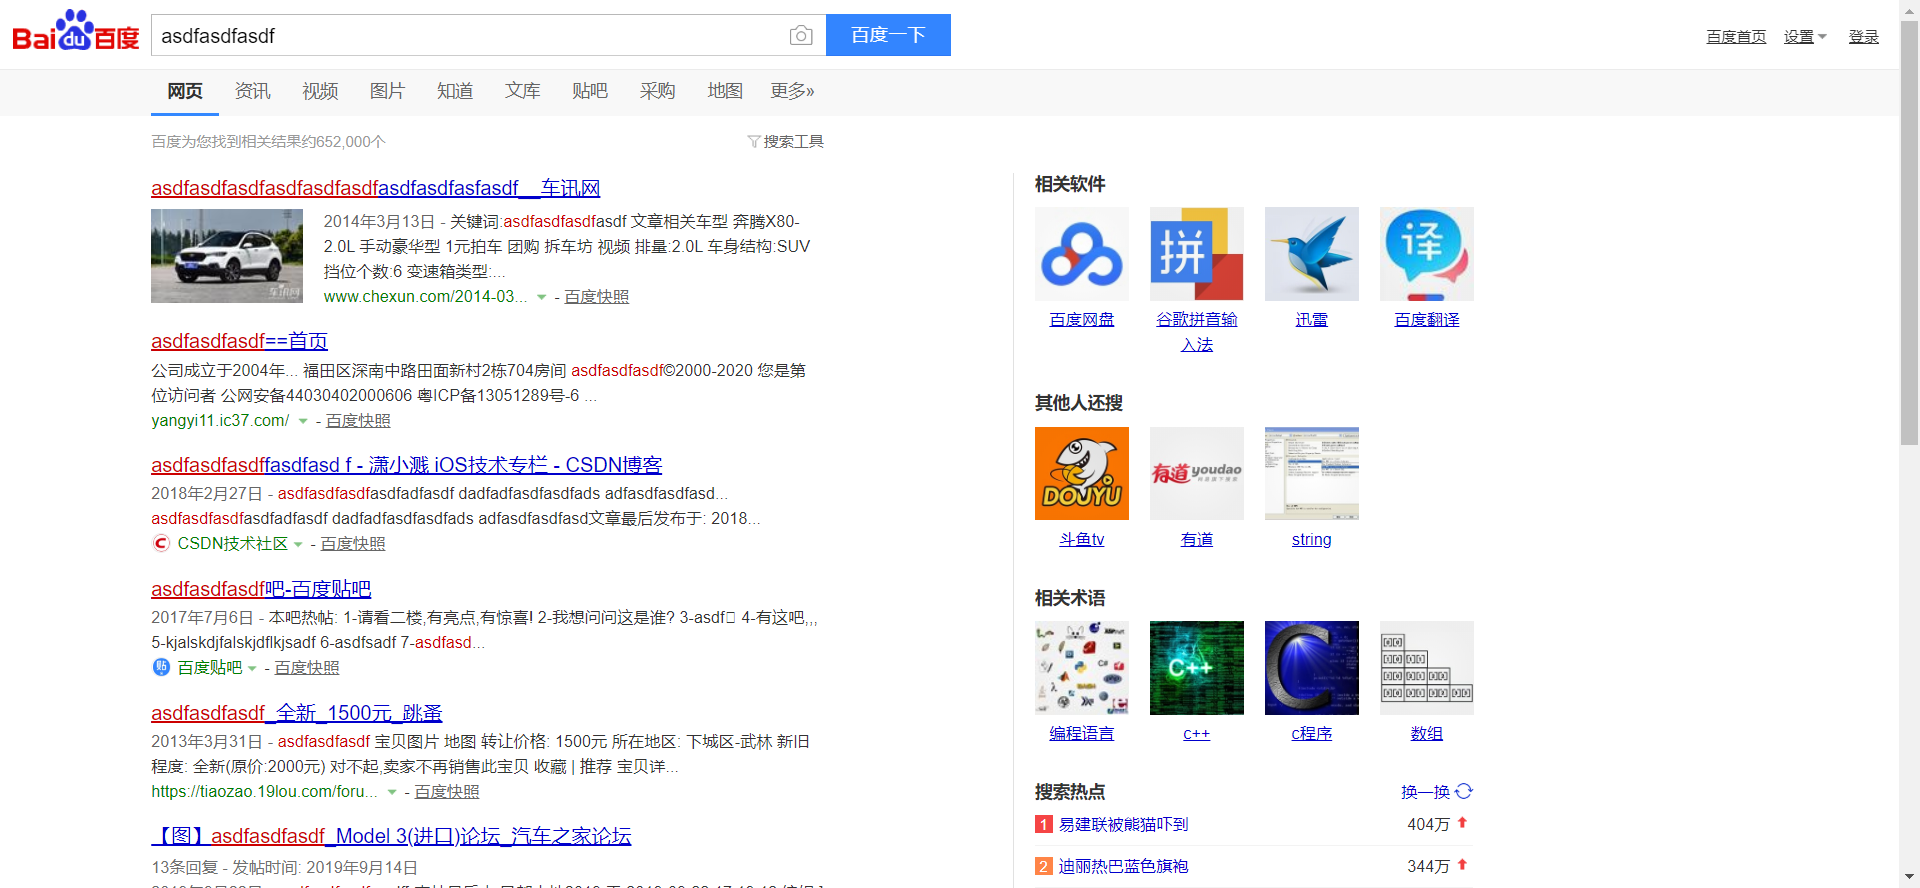 Bai du 百度
asdfasdfasdf
百度一下
百度首页 设置 登录
网页 资讯 视频 图片 知道 文库 贴吧 采购 地图 更多»
百度为您找到相关结果约652,000个
搜索工具
asdfasdfasdfasdfasdfasdfasdfasdfasfasdf__车讯网
2014年3月13日 - 关键词:asdfasdfasdfasdf 文章相关车型 奔腾X80-
2.0L 手动豪华型 1元拍车 团购 拆车坊 视频 排量:2.0L 车身结构:SUV
挡位个数:6 变速箱类型:...
www.chexun.com/2014-03... - 百度快照
车讯网
asdfasdfasdf==首页
公司成立于2004年... 福田区深南中路田面新村2栋704房间 asdfasdfasdf©2000-2020 您是第
位访问者 公网安备44030402000606 粤ICP备13051289号-6 ...
yangyi11.ic37.com/ - 百度快照
asdfasdfasdffasdfasd f - 潇小溅 iOS技术专栏 - CSDN博客
2018年2月27日 - asdfasdfasdfasdfadfasdf dadfadfasdfasdfads adfasdfasdfasd...
asdfasdfasdfasdfadfasdf dadfadfasdfasdfads adfasdfasdfasd文章最后发布于: 2018...
CSDN技术社区 - 百度快照
asdfasdfasdf吧-百度贴吧
2017年7月6日 - 本吧热帖: 1-请看二楼,有亮点,有惊喜! 2-我想问问这是谁? 3-asdf 4-有这吧,,,
5-kjalskdjfalskjdflkjsadf 6-asdfsadf 7-asdfasd...
贴 百度贴吧 - 百度快照
asdfasdfasdf_全新_1500元_跳蚤
2013年3月31日 - asdfasdfasdf 宝贝图片 地图 转让价格: 1500元 所在地区: 下城区-武林 新旧
程度: 全新(原价:2000元) 对不起,卖家不再销售此宝贝 收藏 | 推荐 宝贝详...
https://tiaozao.19lou.com/foru... - 百度快照
【图】asdfasdfasdf_Model 3(进口)论坛_汽车之家论坛
13条回复 - 发帖时间: 2019年9月14日
相关软件
拼
译
百度网盘 谷歌拼音输入法 迅雷 百度翻译
其他人还搜
DOUYU
有道 youdao
斗鱼tv 有道 string
相关术语
C++
C
编程语言 c++ c程序 数组
搜索热点 换一换
1 易建联被熊猫吓到 404万
2 迪丽热巴蓝色旗袍 344万